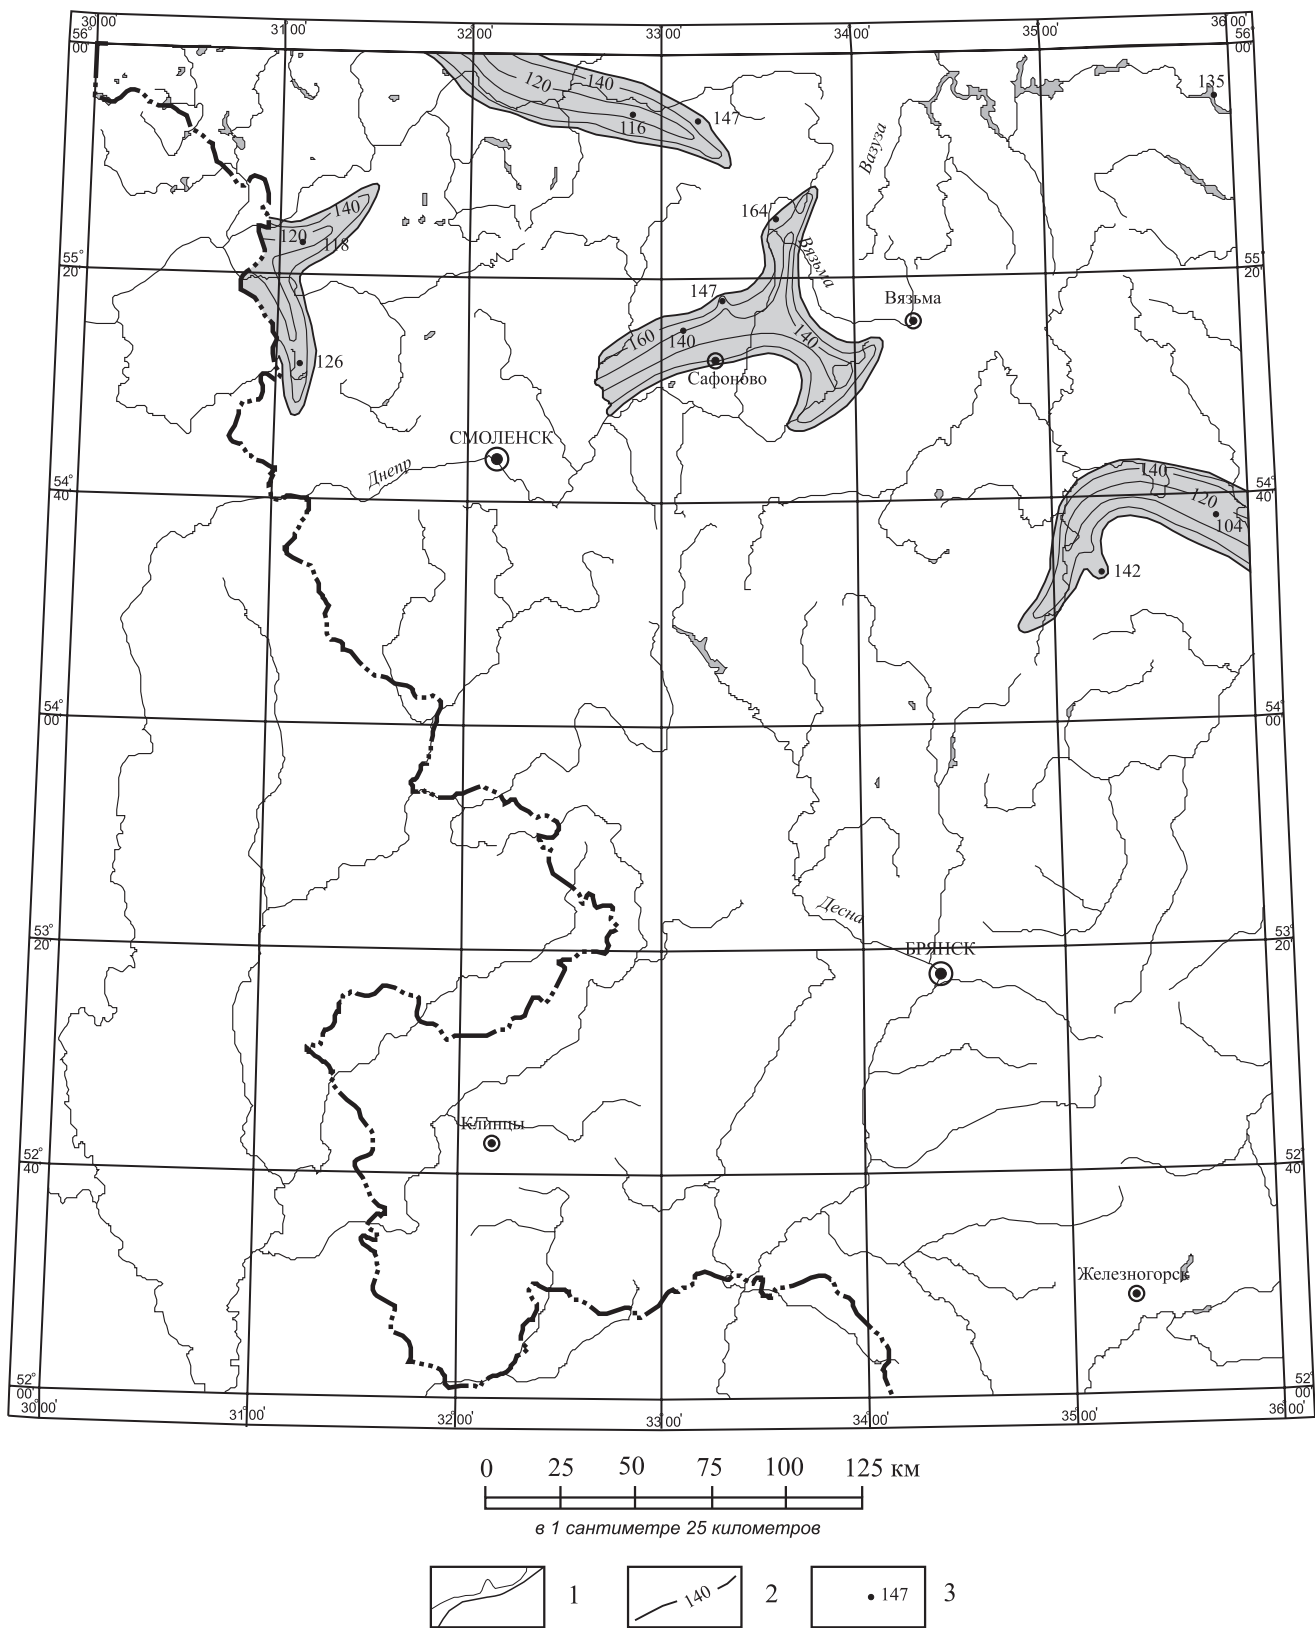 30°00' 31°00' 32°00' 33°00' 34°00' 35°00' 36°00'
56°00' 56°00'
135
120 140
116 147
Вазуза
140
120 118
164
Вязьма
55°20' 55°20'
147
Вязьма
160 140 140
126
Сафоново
СМОЛЕНСК
Днепр
54°40' 54°40'
140
120
104
142
54°00' 54°00'
Десна
53°20' 53°20'
БРЯНСК
Клинцы
52°40' 52°40'
Железногорск
52°00' 52°00'
30°00' 31°00' 32°00' 33°00' 34°00' 35°00' 36°00'
0 25 50 75 100 125 км
в 1 сантиметре 25 километров
1 140 2 147 3